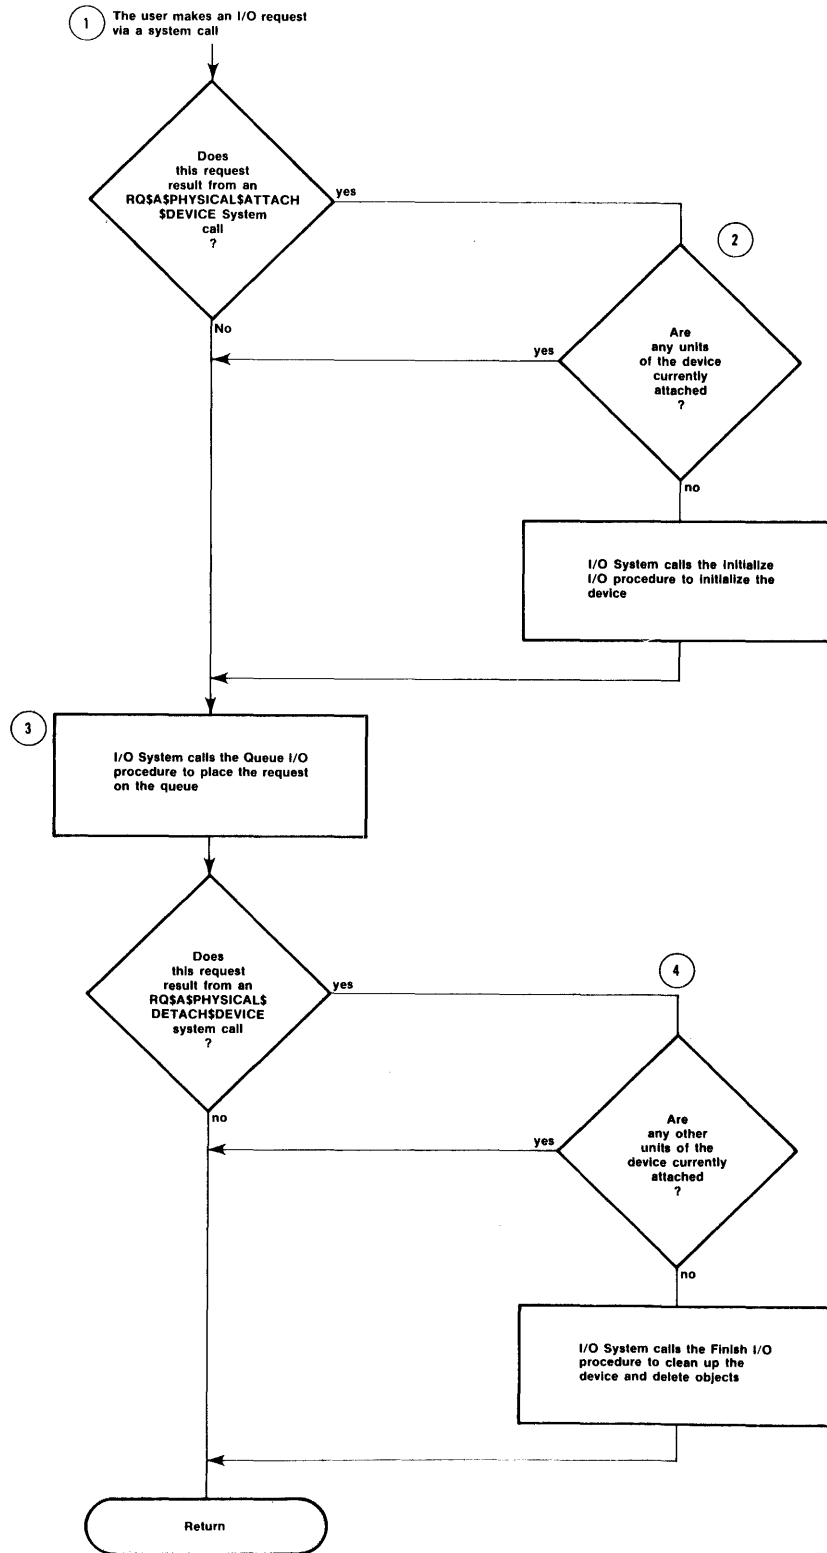 1
The user makes an I/O request
via a system call
Does
this request
result from an
RQ$A$PHYSICAL$ATTACH
$DEVICE System
call
?
yes
No
2
Are
any units
of the device
currently
attached
?
yes
no
I/O System calls the initialize
I/O procedure to initialize the
device
3
I/O System calls the Queue I/O
procedure to place the request
on the queue
Does
this request
result from an
RQ$A$PHYSICAL$
DETACH$DEVICE
system call
?
yes
no
4
Are
any other
units of the
device currently
attached
?
yes
no
I/O System calls the Finish I/O
procedure to clean up the
device and delete objects
Return